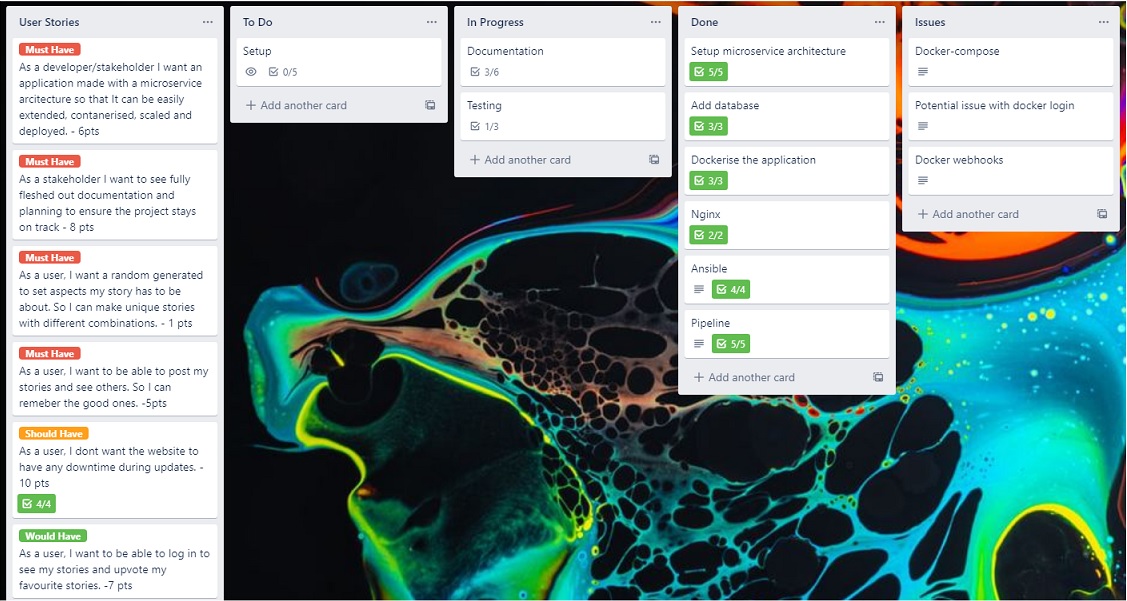 User Stories
Must Have
As a developer/stakeholder I want an
application made with a microservice
arcitecture so that It can be easily
extended, contanerised, scaled and
deployed. - 6pts
Must Have
As a stakeholder I want to see fully
fleshed out documentation and
planning to ensure the project stays
on track - 8 pts
Must Have
As a user, I want a random generated
to set aspects my story has to be
about. So I can make unique stories
with different combinations. - 1 pts
Must Have
As a user, I want to be able to post my
stories and see others. So I can
remeber the good ones. -5pts
Should Have
As a user, I dont want the website to
have any downtime during updates. -
10 pts
4/4
Would Have
As a user, I want to be able to log in to
see my stories and upvote my
favourite stories. -7 pts
To Do
Setup
0/5
+ Add another card
In Progress
Documentation
3/6
Testing
1/3
+ Add another card
Done
Setup microservice architecture
5/5
Add database
3/3
Dockerise the application
3/3
Nginx
2/2
Ansible
4/4
Pipeline
5/5
+ Add another card
Issues
Docker-compose
Potential issue with docker login
Docker webhooks
+ Add another card